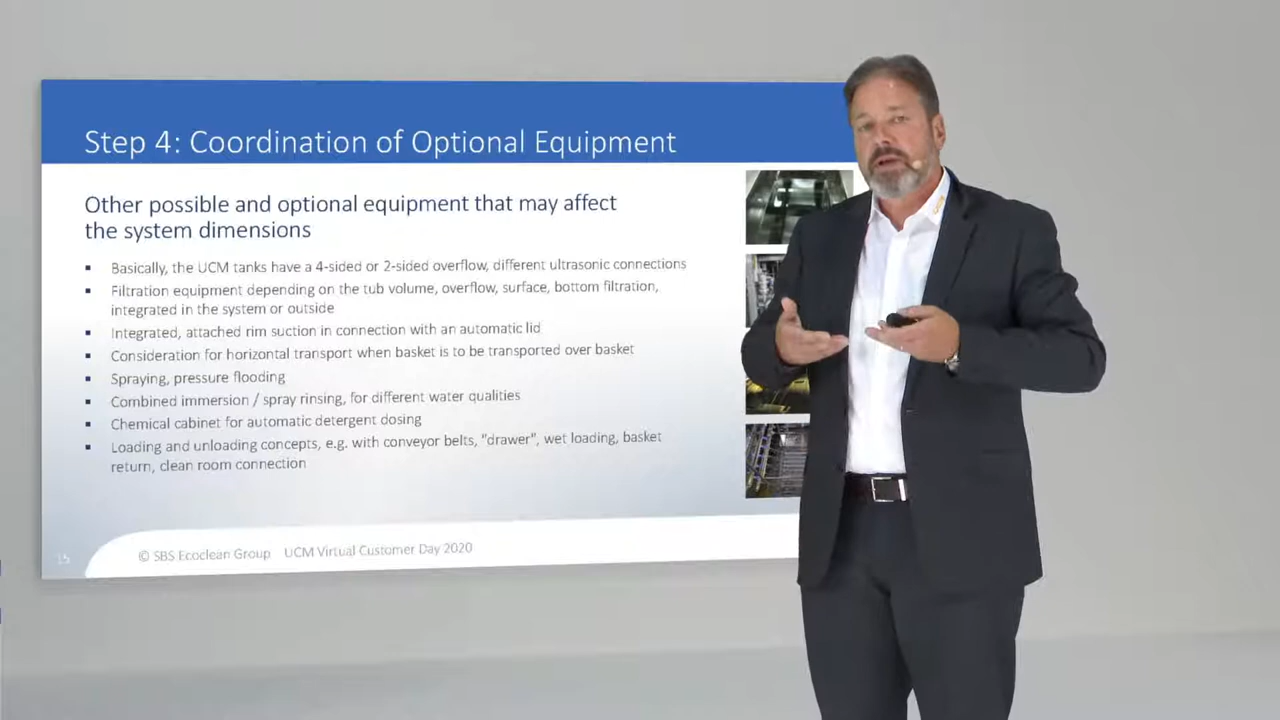 Step 4: Coordination of Optional Equipment
Other possible and optional equipment that may affect
the system dimensions
▪ Basically, the UCM tanks have a 4-sided or 2-sided overflow, different ultrasonic connections
▪ Filtration equipment depending on the tub volume, overflow, surface, bottom filtration,
integrated in the system or outside
▪ Integrated, attached rim suction in connection with an automatic lid
▪ Consideration for horizontal transport when basket is to be transported over basket
▪ Spraying, pressure flooding
▪ Combined immersion / spray rinsing, for different water qualities
▪ Chemical cabinet for automatic detergent dosing
▪ Loading and unloading concepts, e.g. with conveyor belts, "drawer", wet loading, basket
return, clean room connection
15 © SBS Ecoclean Group UCM Virtual Customer Day 2020